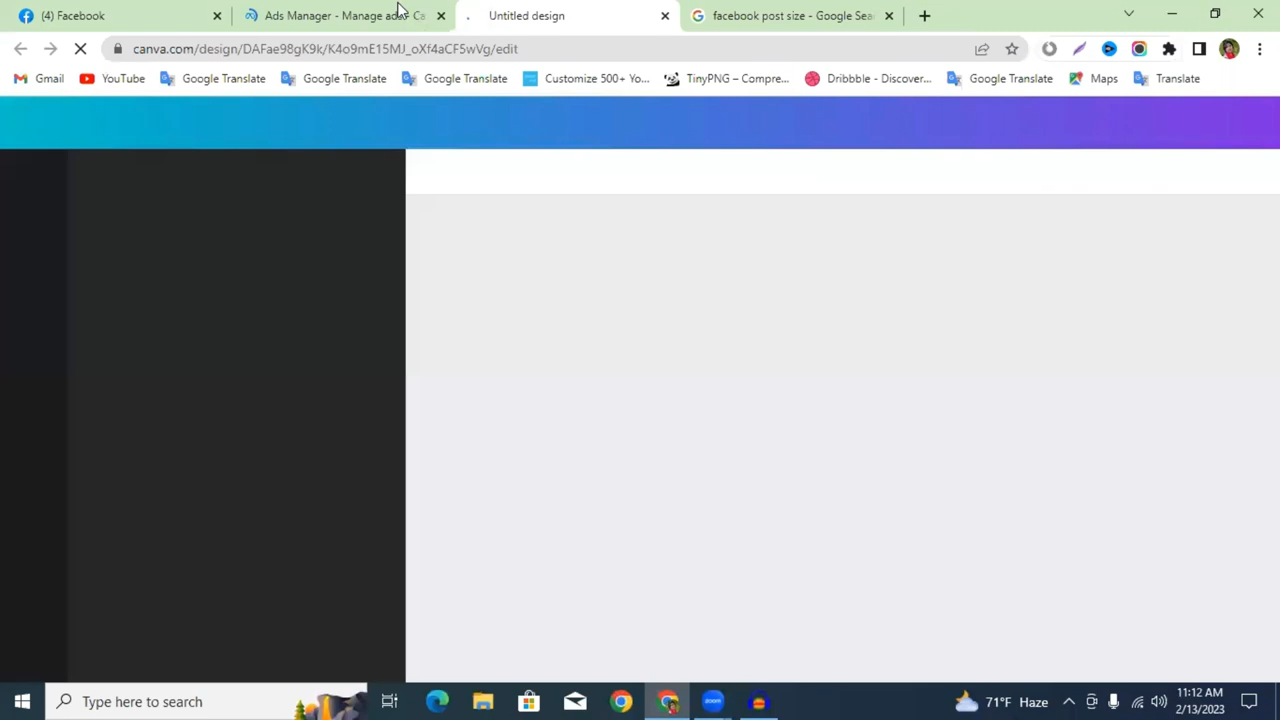 (4) Facebook
Ads Manager - Manage ads - Ca
Untitled design
facebook post size - Google Sea
canva.com/design/DAFae98gK9k/K4o9mE15MJ_oXf4aCF5wVg/edit
Gmail
YouTube
Google Translate
Google Translate
Google Translate
Customize 500+ Yo...
TinyPNG – Compre...
Dribbble - Discover...
Google Translate
Maps
Translate
Type here to search
zoom
71°F Haze
11:12 AM
2/13/2023